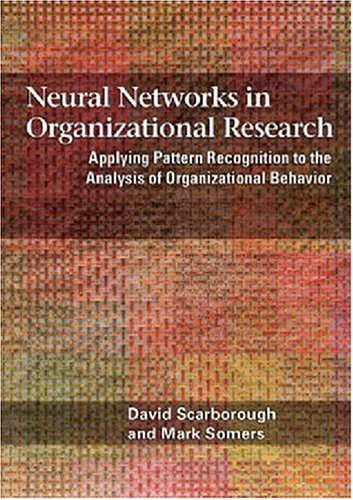 Neural Networks in
Organizational Research
Applying Pattern Recognition to the
Analysis of Organizational Behavior
David Scarborough
and Mark Somers